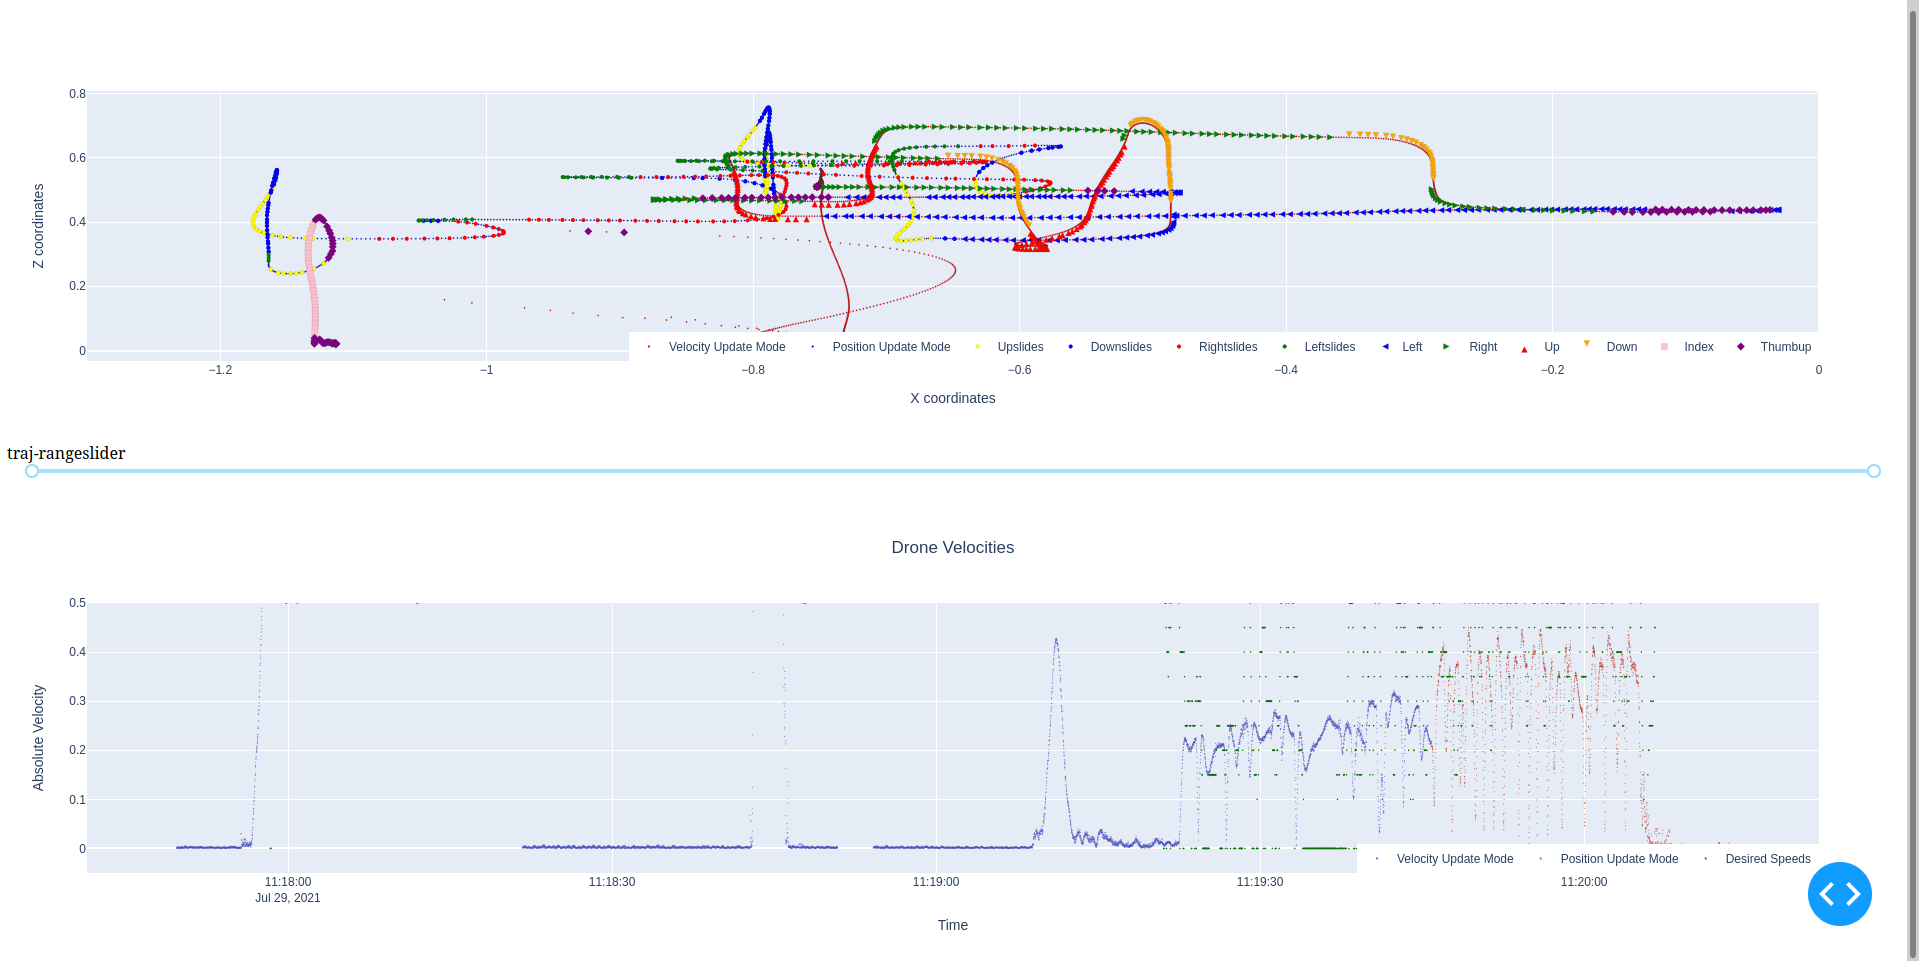 0.8
0.6
0.4
0.2
0
Z coordinates
Velocity Update Mode Position Update Mode Upslides Downslides Rightslides Leftslides Left Right Up Down Index Thumbup
−1.2 −1 −0.8 −0.6 −0.4 −0.2 0
X coordinates
traj-rangeslider
Drone Velocities
0.5
0.4
0.3
0.2
0.1
0
Absolute Velocity
Velocity Update Mode Position Update Mode Desired Speeds
11:18:00 11:18:30 11:19:00 11:19:30 11:20:00
Jul 29, 2021
Time